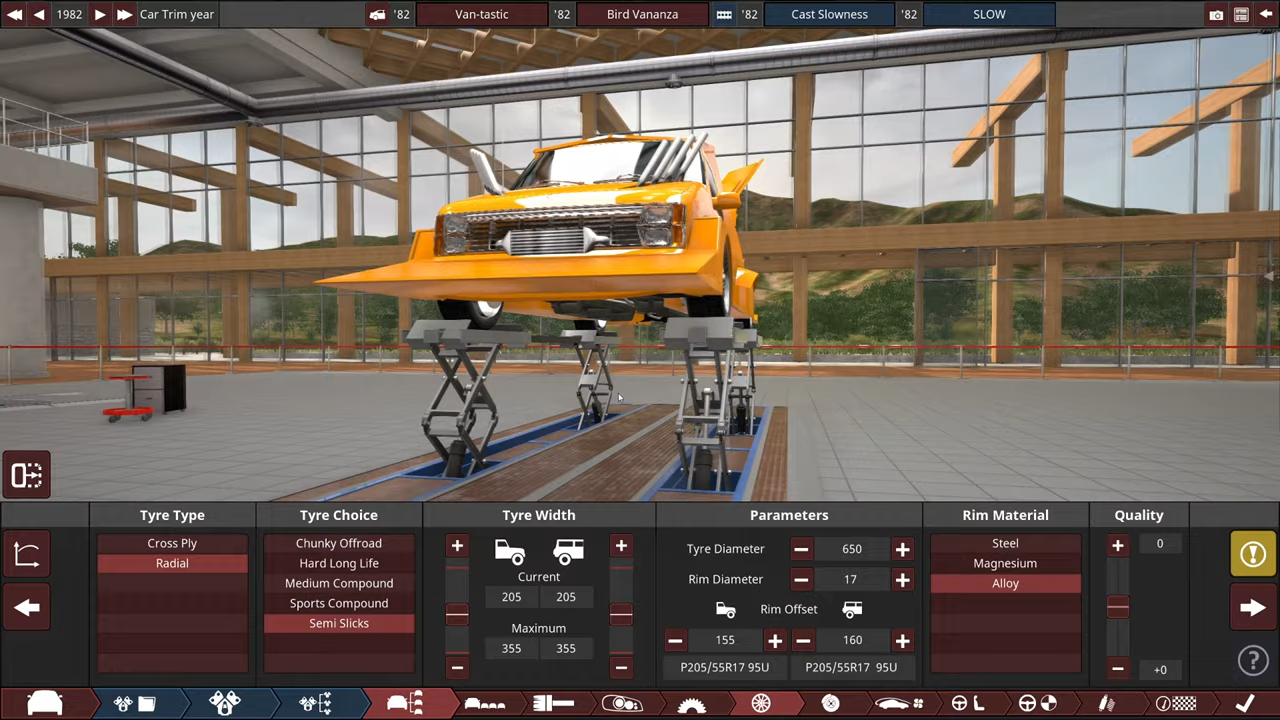 1982 Car Trim year '82 Van-tastic '82 Bird Vananza '82 Cast Slowness '82 SLOW
Tyre Type
Cross Ply
Radial
Tyre Choice
Chunky Offroad
Hard Long Life
Medium Compound
Sports Compound
Semi Slicks
Tyre Width
Current
205 205
Maximum
355 355
Parameters
Tyre Diameter 650
Rim Diameter 17
Rim Offset
155 160
P205/55R17 95U P205/55R17 95U
Rim Material
Steel
Magnesium
Alloy
Quality
0
+0